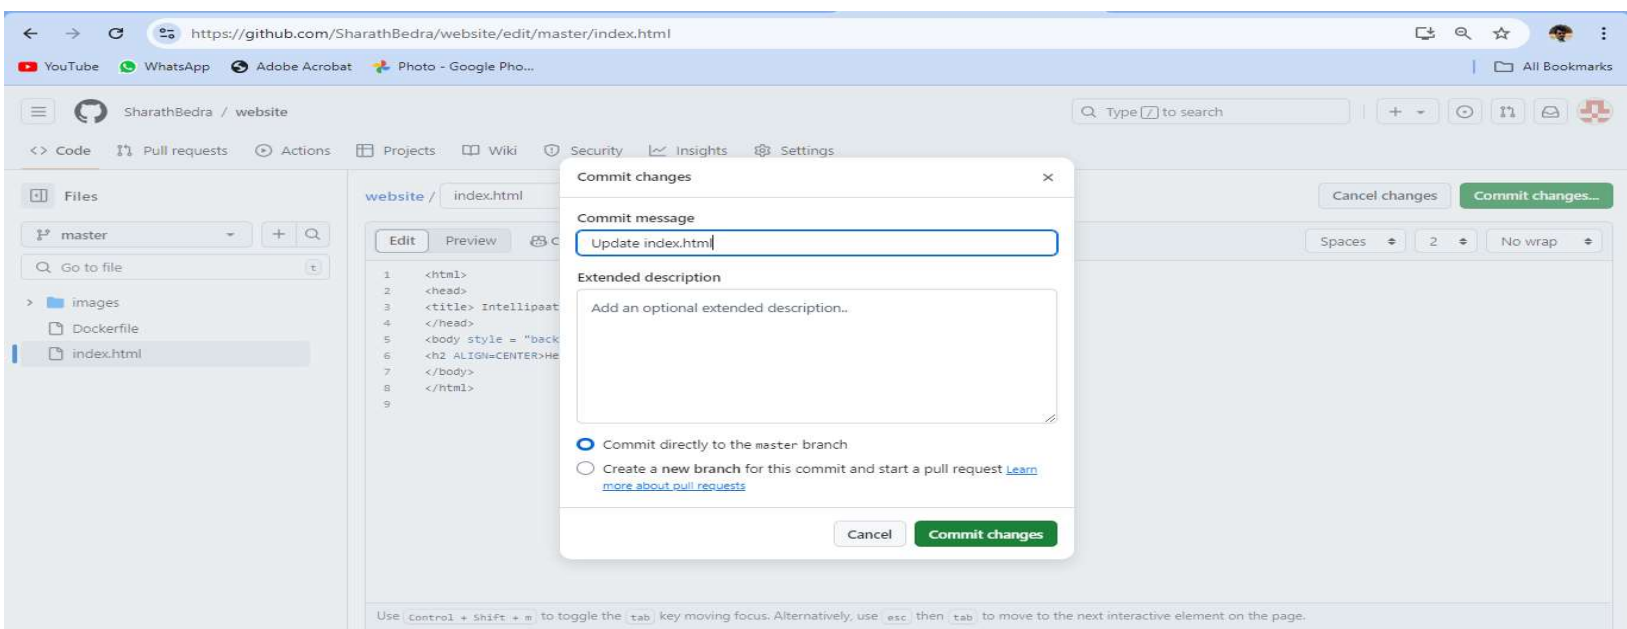 https://github.com/SharathBedra/website/edit/master/index.html
YouTube WhatsApp Adobe Acrobat Photo - Google Pho... All Bookmarks
SharathBedra / website Type / to search
Code Pull requests Actions Projects Wiki Security Insights Settings
Files
master
Go to file t
images
Dockerfile
index.html
website / index.html Cancel changes Commit changes...
Edit Preview Spaces 2 No wrap
1 <html>
2 <head>
3 <title> Intellipaat
4 </head>
5 <body style = "back
6 <h2 ALIGN=CENTER>He
7 </body>
8 </html>
9
Commit changes
Commit message
Update index.html
Extended description
Add an optional extended description..
Commit directly to the master branch
Create a new branch for this commit and start a pull request Learn
more about pull requests
Cancel Commit changes
Use Control + Shift + m to toggle the tab key moving focus. Alternatively, use esc then tab to move to the next interactive element on the page.